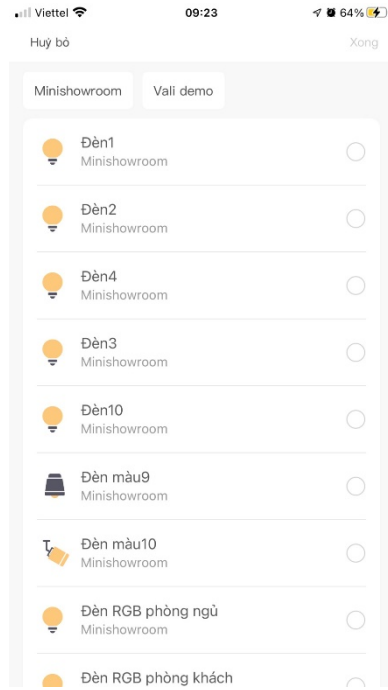 Viettel 09:23 64%
Huỷ bỏ Xong
Minishowroom Vali demo
Đèn1
Minishowroom
Đèn2
Minishowroom
Đèn4
Minishowroom
Đèn3
Minishowroom
Đèn10
Minishowroom
Đèn màu9
Minishowroom
Đèn màu10
Minishowroom
Đèn RGB phòng ngủ
Minishowroom
Đèn RGB phòng khách